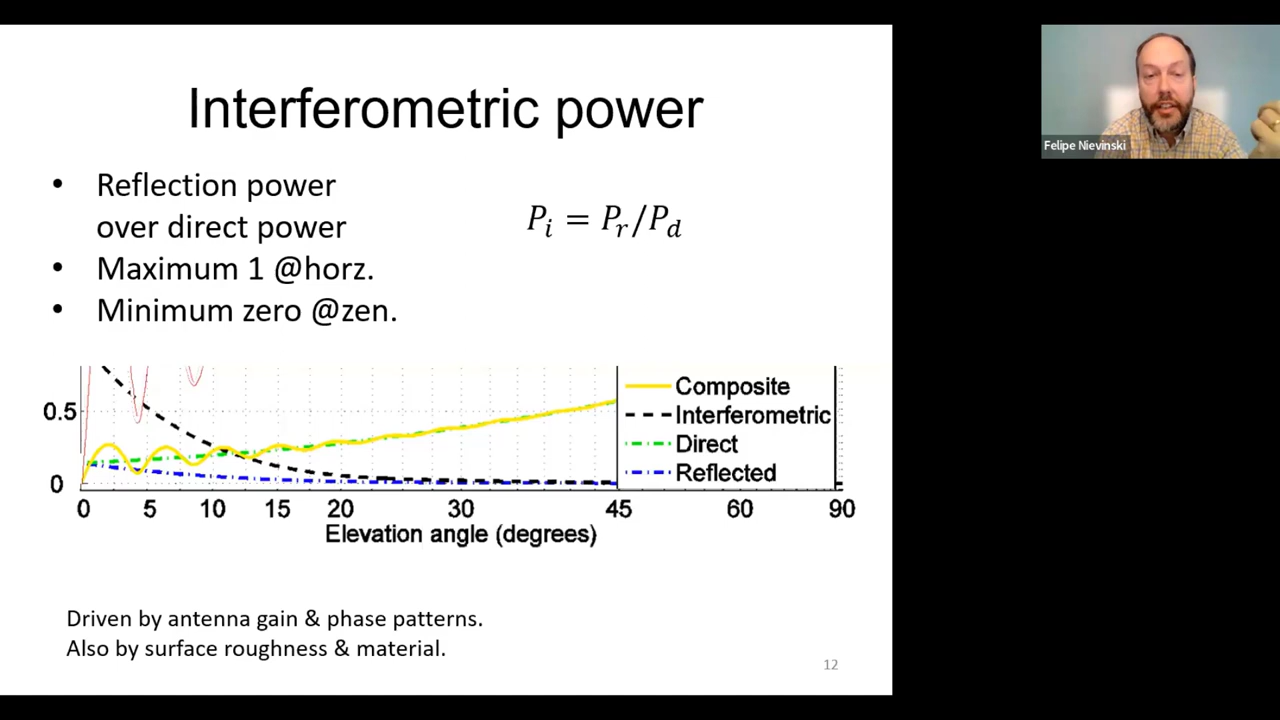 Interferometric power
• Reflection power
over direct power
• Maximum 1 @horz.
• Minimum zero @zen.
P_i = P_r/P_d
Felipe Nievinski
0.5
0
Composite
Interferometric
Direct
Reflected
0 5 10 15 20 30 45 60 90
Elevation angle (degrees)
Driven by antenna gain & phase patterns.
Also by surface roughness & material.
12